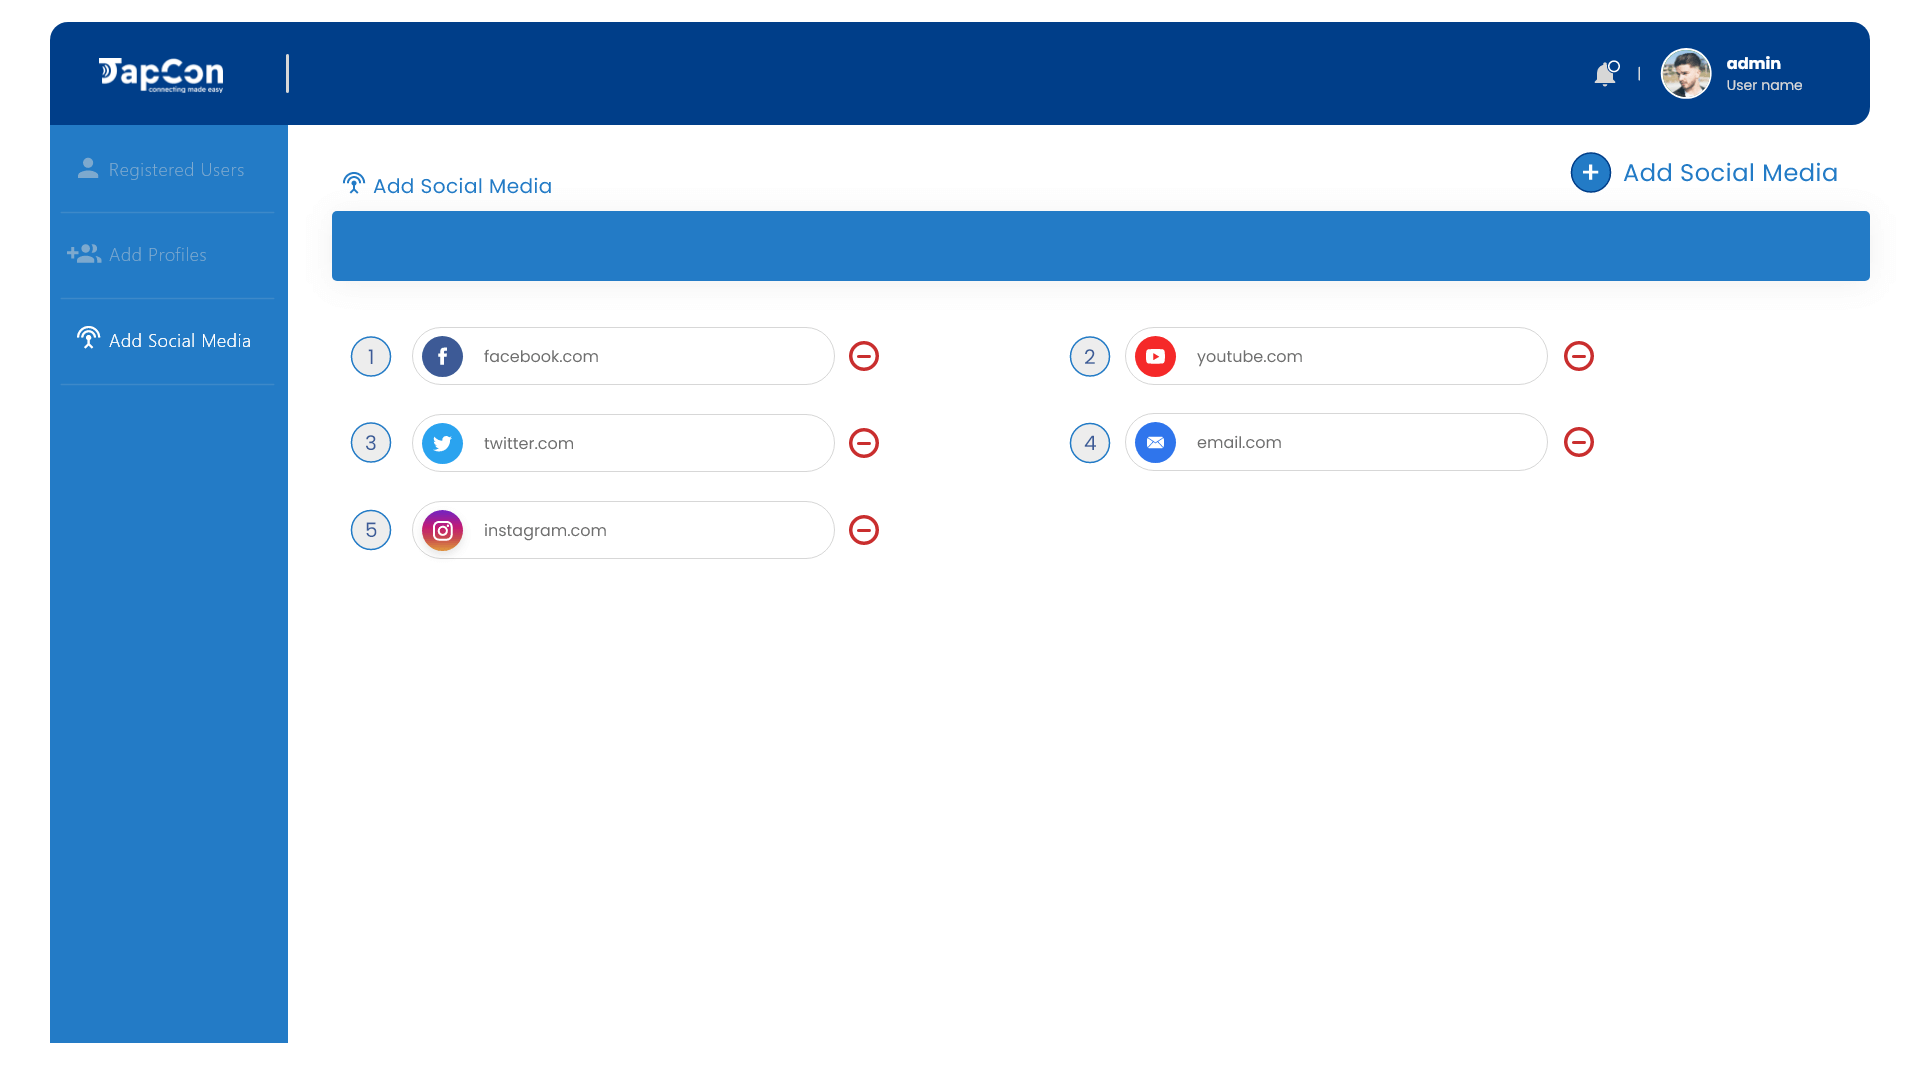 TapCon
connecting made easy
admin
User name
Registered Users
Add Profiles
Add Social Media
Add Social Media
Add Social Media
1
facebook.com
2
youtube.com
3
twitter.com
4
email.com
5
instagram.com